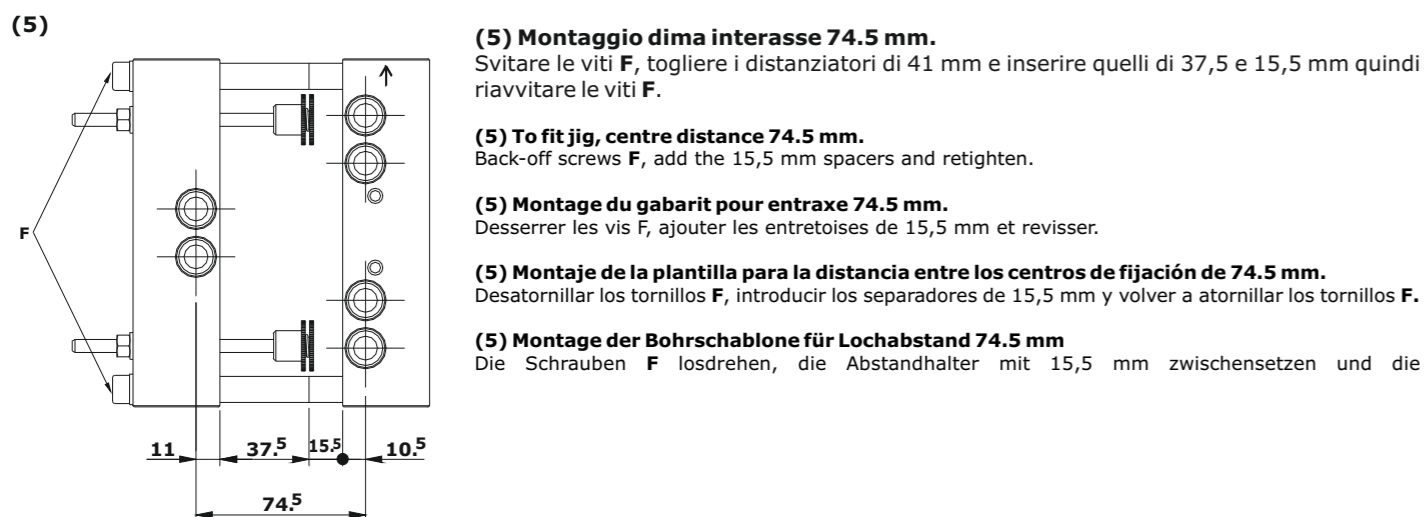 (5)
F
11 37.5 15.5 10.5
74.5
(5) Montaggio dima interasse 74.5 mm.
Svitare le viti F, togliere i distanziatori di 41 mm e inserire quelli di 37,5 e 15,5 mm quindi
riavvitare le viti F.
(5) To fit jig, centre distance 74.5 mm.
Back-off screws F, add the 15,5 mm spacers and retighten.
(5) Montage du gabarit pour entraxe 74.5 mm.
Desserrer les vis F, ajouter les entretoises de 15,5 mm et revisser.
(5) Montaje de la plantilla para la distancia entre los centros de fijación de 74.5 mm.
Desatornillar los tornillos F, introducir los separadores de 15,5 mm y volver a atornillar los tornillos F.
(5) Montage der Bohrschablone für Lochabstand 74.5 mm
Die Schrauben F losdrehen, die Abstandhalter mit 15,5 mm zwischensetzen und die